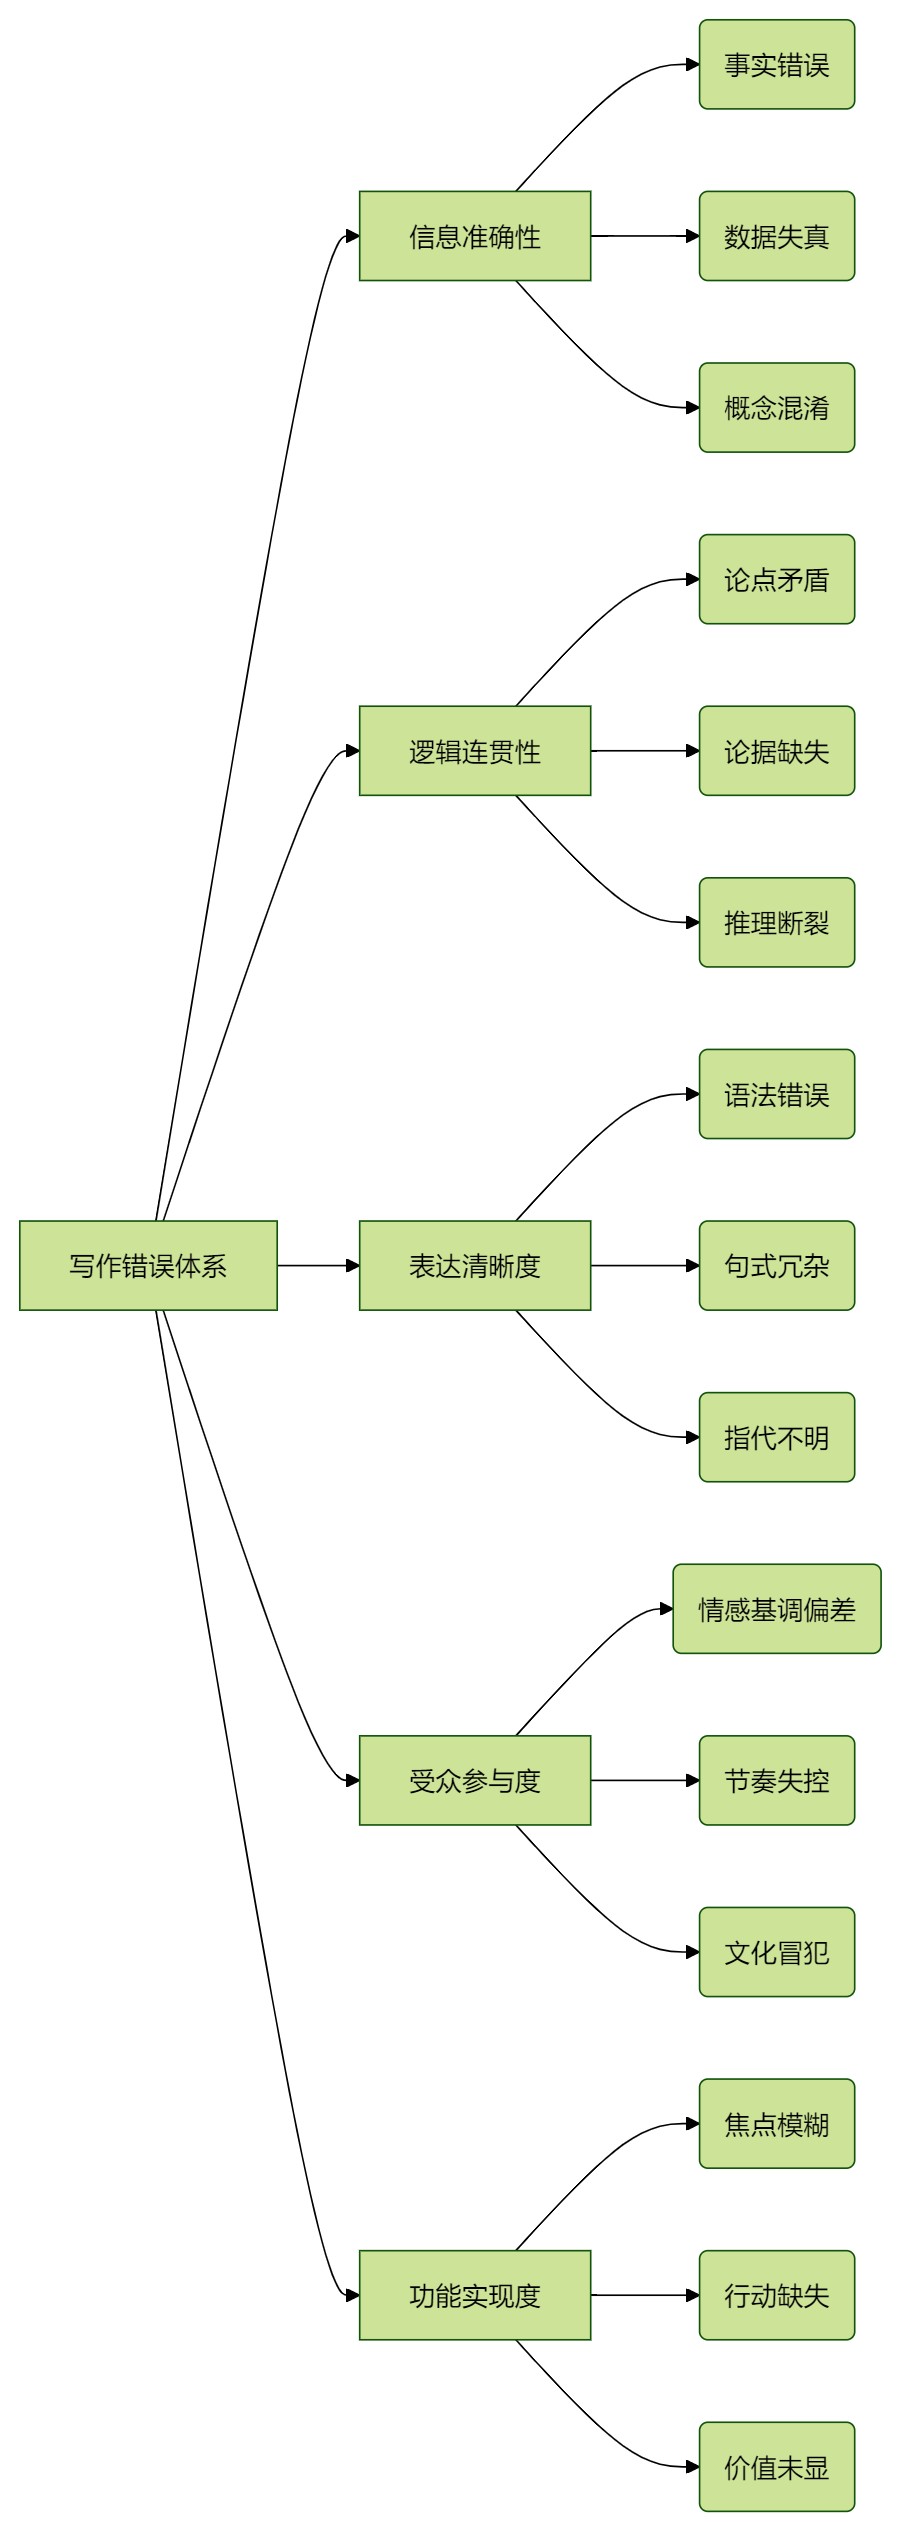 写作错误体系
信息准确性
事实错误
数据失真
概念混淆
逻辑连贯性
论点矛盾
论据缺失
推理断裂
表达清晰度
语法错误
句式冗杂
指代不明
受众参与度
情感基调偏差
节奏失控
文化冒犯
功能实现度
焦点模糊
行动缺失
价值未显